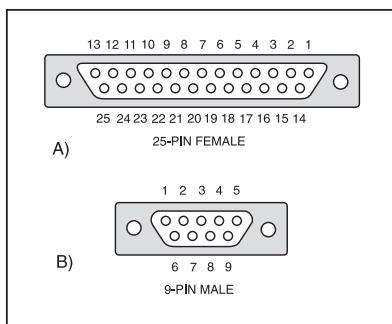 13 12 11 10 9 8 7 6 5 4 3 2 1
25 24 23 22 21 20 19 18 17 16 15 14
A)
25-PIN FEMALE
1 2 3 4 5
B)
6 7 8 9
9-PIN MALE